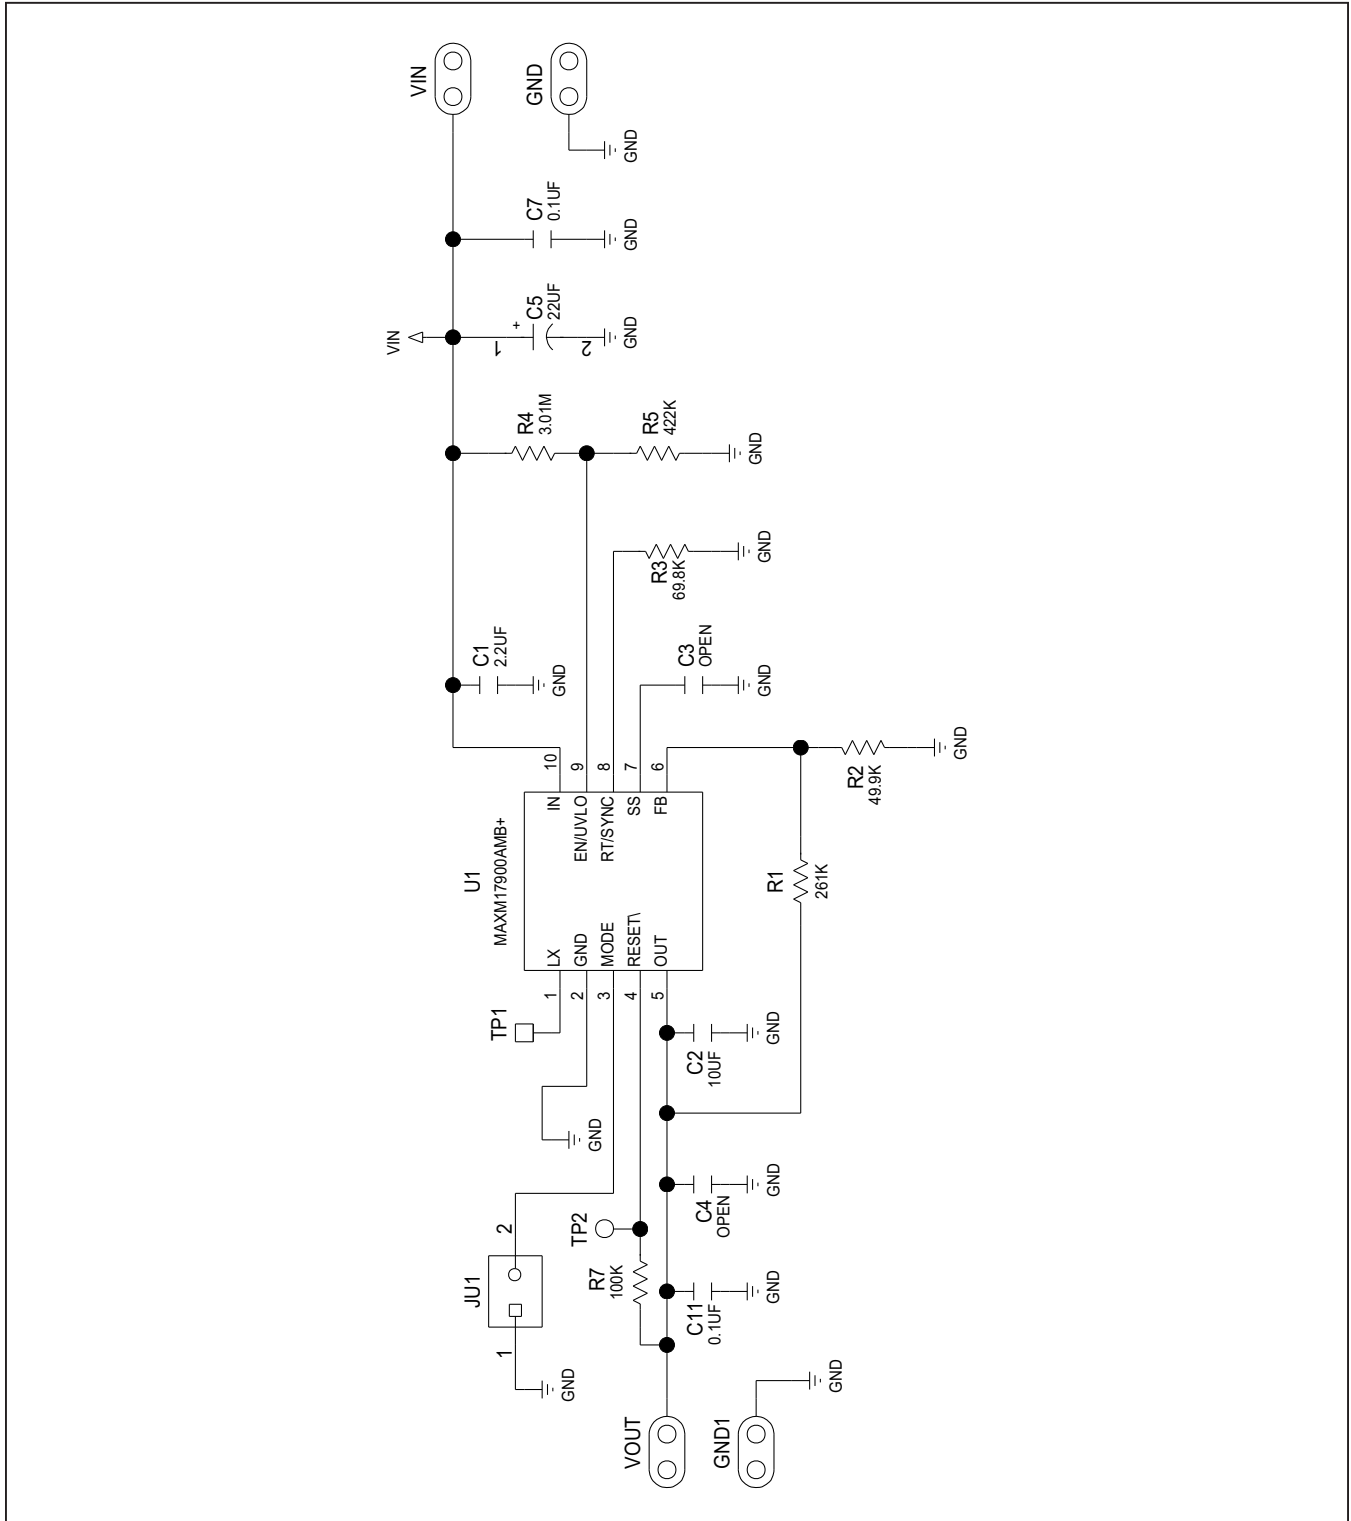 VIN
GND
GND
C7
0.1UF
GND
VIN
1
+
C5
22UF
2
GND
R4
3.01M
R5
422K
GND
R3
69.8K
GND
C1
2.2UF
GND
C3
OPEN
GND
10
9
8
7
6
R2
49.9K
GND
U1
MAXM17900AMB+
IN
EN/UVLO
RT/SYNC
SS
FB
LX
GND
MODE
RESET\
OUT
R1
261K
1
2
3
4
5
TP1
GND
C2
10UF
GND
JU1
2
1
GND
TP2
R7
100K
C4
OPEN
GND
C11
0.1UF
GND
VOUT
GND1
GND